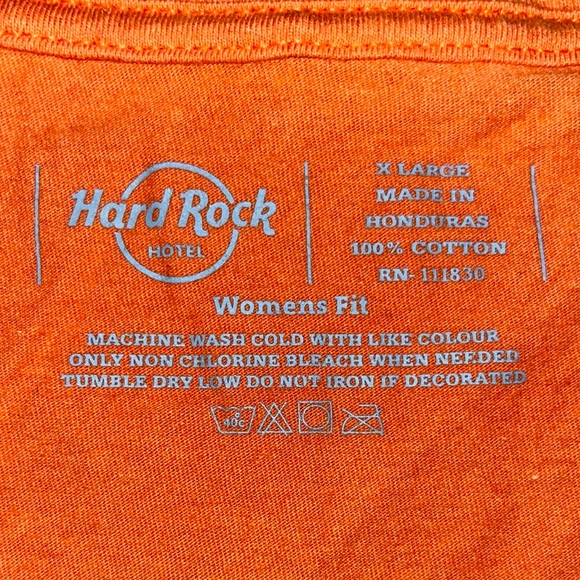 Hard Rock
HOTEL
X LARGE
MADE IN
HONDURAS
100% COTTON
RN-111830
Womens Fit
MACHINE WASH COLD WITH LIKE COLOUR
ONLY NON CHLORINE BLEACH WHEN NEEDED
TUMBLE DRY LOW DO NOT IRON IF DECORATED
40c